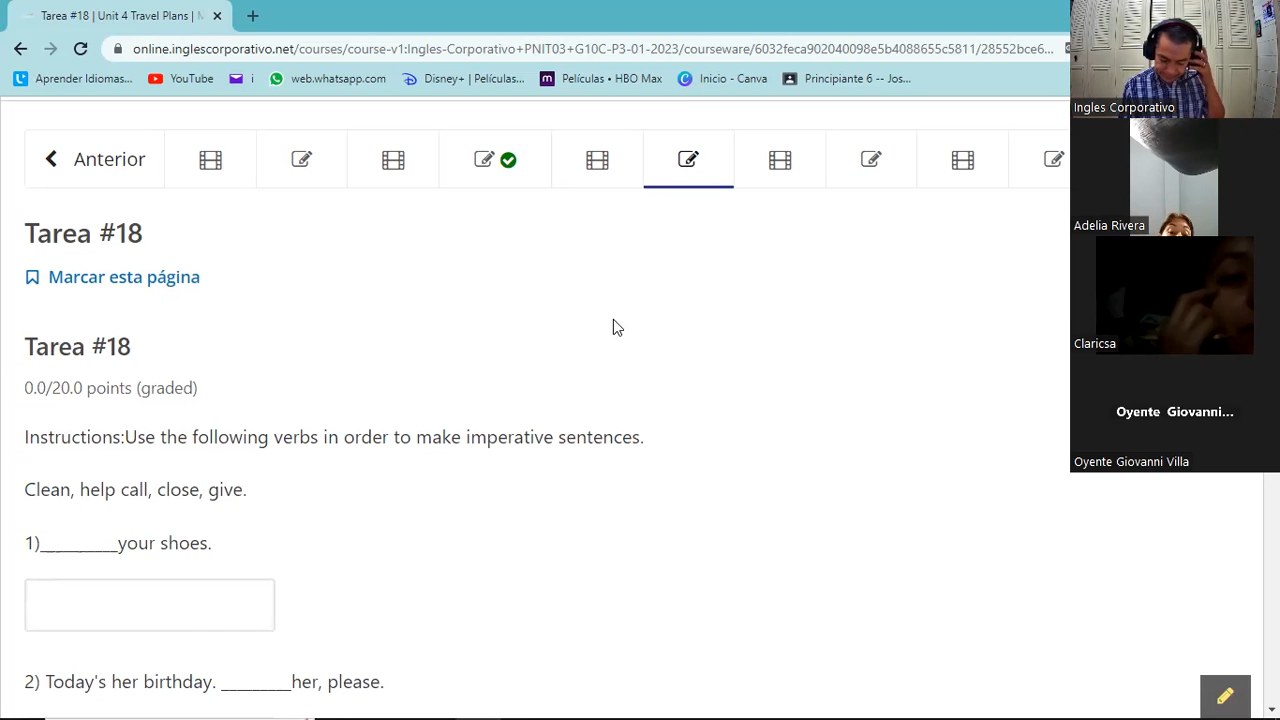 Tarea #18 | Unit 4 Travel Plans |
online.inglescorporativo.net/courses/course-v1:Ingles-Corporativo+PNIT03+G10C-P3-01-2023/courseware/6032feca902040098e5b4088655c5811/28552bce6...
Aprender Idiomas...
YouTube
i
web.whatsapp.com
Disney+ | Películas...
Películas • HBO Max
Inicio - Canva
Principiante 6 -- Jos...
Anterior
Tarea #18
Marcar esta página
Tarea #18
0.0/20.0 points (graded)
Instructions:Use the following verbs in order to make imperative sentences.
Clean, help call, close, give.
1)_________your shoes.
2) Today's her birthday. ________her, please.
Ingles Corporativo
Adelia Rivera
Claricsa
Oyente Giovanni...
Oyente Giovanni Villa